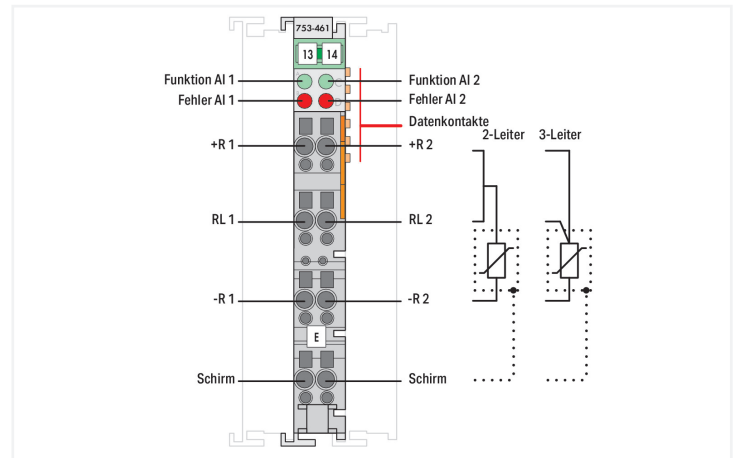 753-461
13 14
Funktion AI 1
Funktion AI 2
C
Fehler AI 1
Fehler AI 2
D
Datenkontakte
2-Leiter
3-Leiter
+R 1
+R 2
RL 1
RL 2
-R 1
-R 2
E
Schirm
Schirm